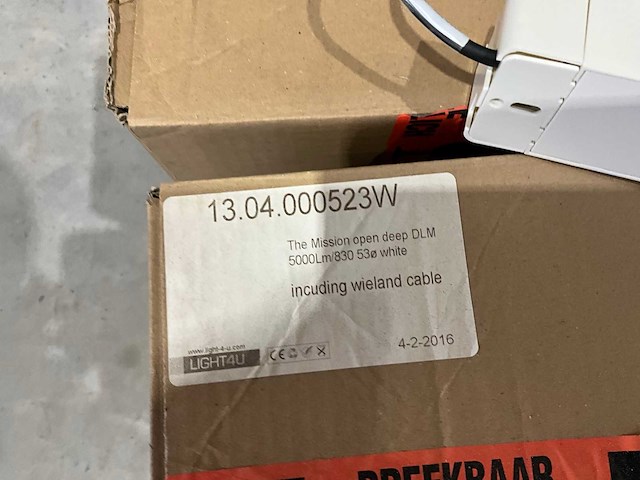 13.04.000523W
The Mission open deep DLM
5000Lm/830 53ø white
incuding wieland cable
www.light-4-u.com
LIGHT4U
CE
4-2-2016
BREEKBAAR